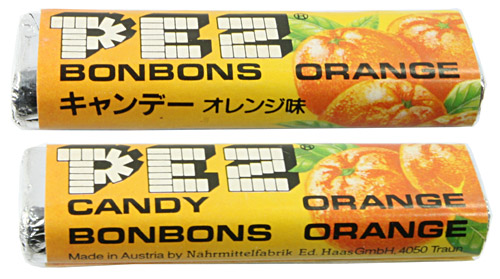 PEZ®
BONBONS ORANGE
キャンデー オレンジ味
PEZ®
CANDY ORANGE
BONBONS ORANGE
Made in Austria by Nährmittelfabrik Ed. Haas GmbH, 4050 Traun